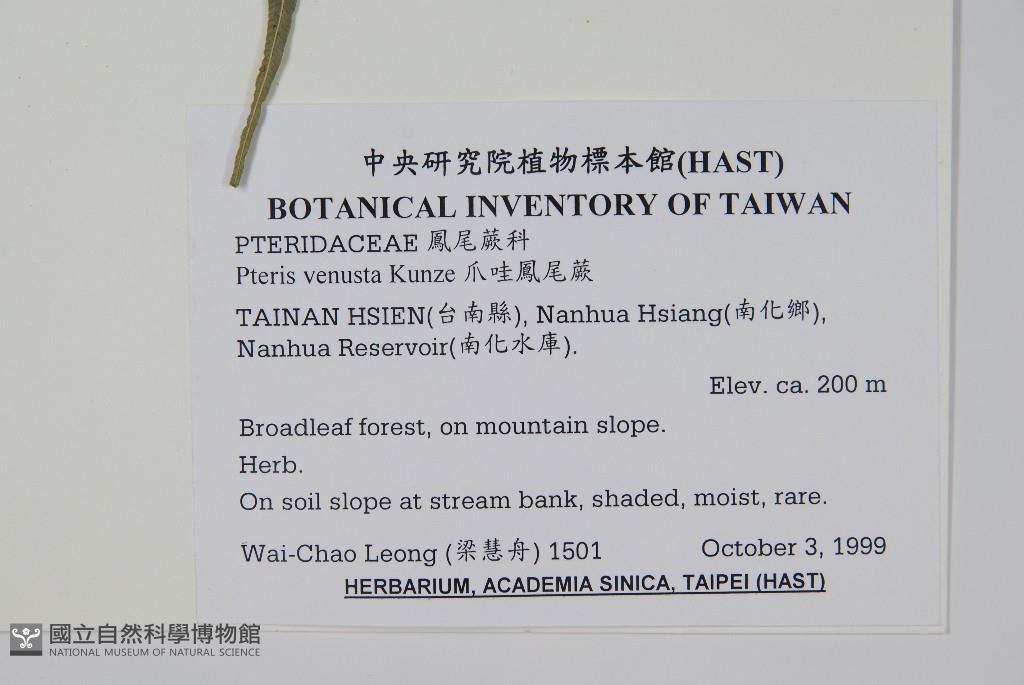 中央研究院植物標本館(HAST)
BOTANICAL INVENTORY OF TAIWAN
PTERIDACEAE 鳳尾蕨科
Pteris venusta Kunze 爪哇鳳尾蕨
TAINAN HSIEN(台南縣), Nanhua Hsiang(南化鄉),
Nanhua Reservoir(南化水庫).
Elev. ca. 200 m
Broadleaf forest, on mountain slope.
Herb.
On soil slope at stream bank, shaded, moist, rare.
Wai-Chao Leong (梁慧舟) 1501 October 3, 1999
HERBARIUM, ACADEMIA SINICA, TAIPEI (HAST)
國立自然科學博物館
NATIONAL MUSEUM OF NATURAL SCIENCE